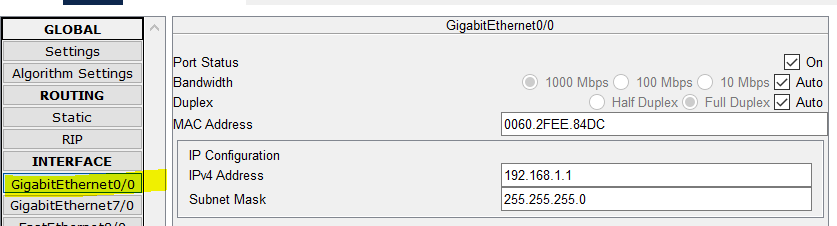 GLOBAL
Settings
Algorithm Settings
ROUTING
Static
RIP
INTERFACE
GigabitEthernet0/0
GigabitEthernet7/0
GigabitEthernet0/0
Port Status On
Bandwidth 1000 Mbps 100 Mbps 10 Mbps Auto
Duplex Half Duplex Full Duplex Auto
MAC Address 0060.2FEE.84DC
IP Configuration
IPv4 Address 192.168.1.1
Subnet Mask 255.255.255.0